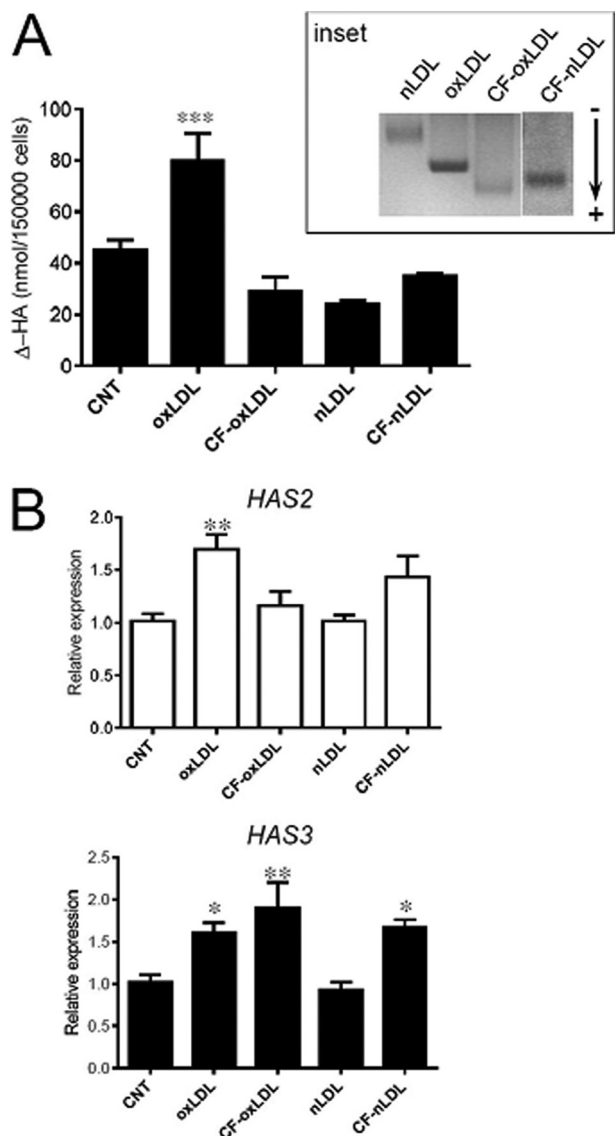 A
inset
nLDL
oxLDL
CF-oxLDL
CF-nLDL
-
+
***
Δ–HA (nmol/150000 cells)
100
80
60
40
20
0
CNT
oxLDL
CF-oxLDL
nLDL
CF-nLDL
B
HAS2
**
Relative expression
2.0
1.5
1.0
0.5
0.0
CNT
oxLDL
CF-oxLDL
nLDL
CF-nLDL
HAS3
*
**
*
Relative expression
2.5
2.0
1.5
1.0
0.5
0.0
CNT
oxLDL
CF-oxLDL
nLDL
CF-nLDL